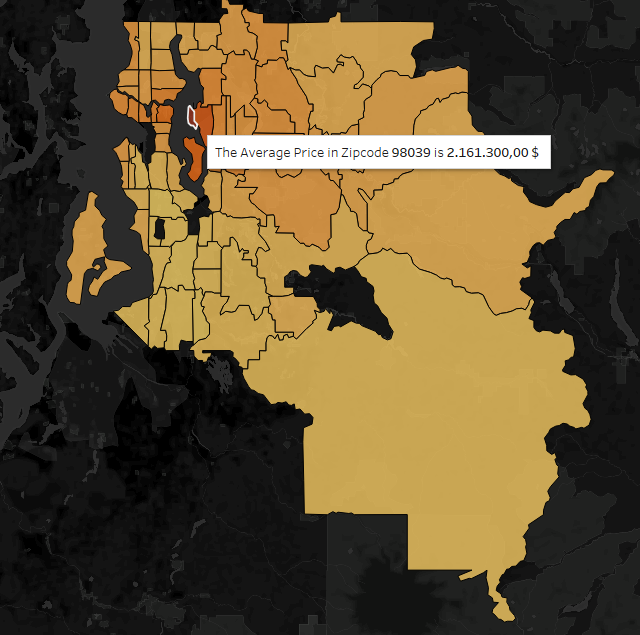 The Average Price in Zipcode 98039 is 2.161.300,00 $